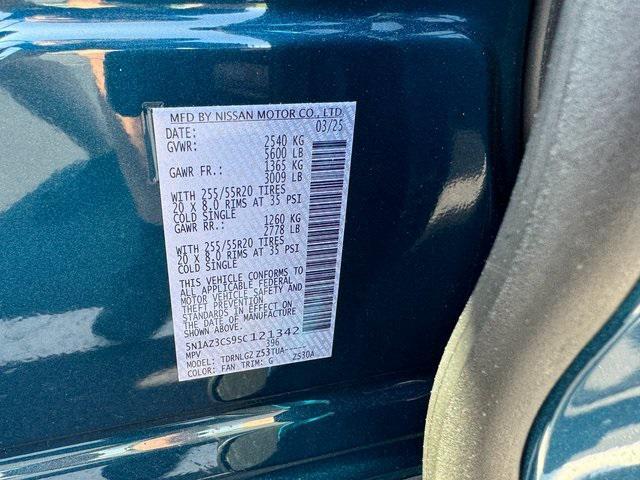 MFD BY NISSAN MOTOR CO., LTD
DATE: 03/25
GVWR: 2540 KG
5600 LB
GAWR FR.: 1365 KG
3009 LB
WITH 255/55R20 TIRES
20 X 8.0 RIMS AT 35 PSI
COLD SINGLE
GAWR RR.: 1260 KG
2778 LB
WITH 255/55R20 TIRES
20 X 8.0 RIMS AT 35 PSI
COLD SINGLE
THIS VEHICLE CONFORMS TO
ALL APPLICABLE FEDERAL
MOTOR VEHICLE SAFETY AND
THEFT PREVENTION
STANDARDS IN EFFECT ON
THE DATE OF MANUFACTURE
SHOWN ABOVE.
5N1AZ3CS9SC121342
MPV 396
MODEL: TDRNLG2 Z53TUA-----
COLOR: FAN TRIM: G Z530A